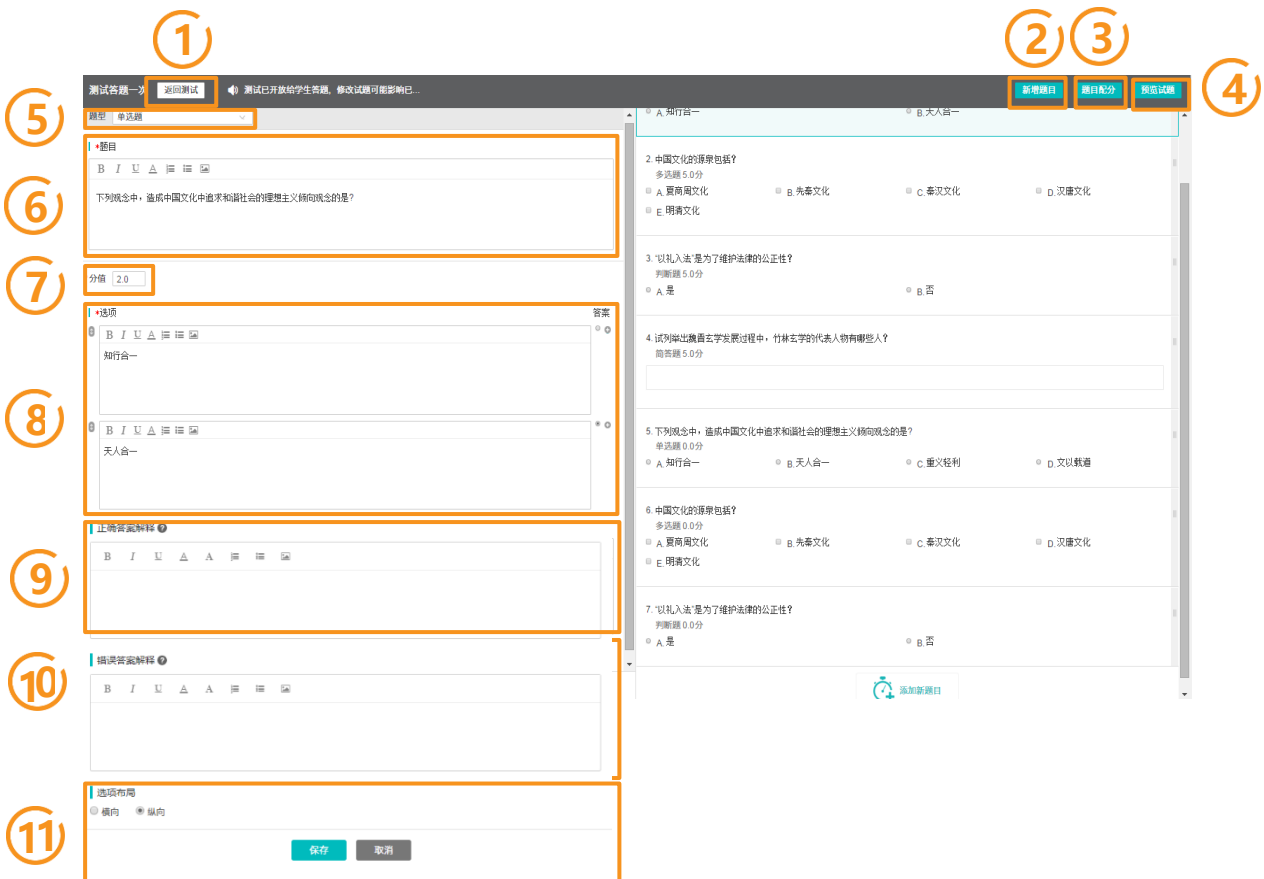 1
2
3
4
测试答题一次 返回测试 测试已开放给学生答题，修改试题可能影响已... 新增题目 题目配分 预览试题
5
题型 单选题
6
*题目
B I U A
下列观念中，造成中国文化中追求和谐社会的理想主义倾向观念的是？
7
分值 2.0
8
*选项 答案
B I U A
知行合一
B I U A
天人合一
9
正确答案解释 ?
B I U A A
10
错误答案解释 ?
B I U A A
11
选项布局
横向 纵向
保存 取消
A. 知行合一 B. 天人合一
2. 中国文化的源泉包括？
多选题 5.0分
A. 夏商周文化 B. 先秦文化 C. 秦汉文化 D. 汉唐文化
E. 明清文化
3. “以礼入法”是为了维护法律的公正性？
判断题 5.0分
A. 是 B. 否
4. 试列举出魏晋玄学发展过程中，竹林玄学的代表人物有哪些人？
简答题 5.0分
5. 下列观念中，造成中国文化中追求和谐社会的理想主义倾向观念的是？
单选题 0.0分
A. 知行合一 B. 天人合一 C. 重义轻利 D. 文以载道
6. 中国文化的源泉包括？
多选题 0.0分
A. 夏商周文化 B. 先秦文化 C. 秦汉文化 D. 汉唐文化
E. 明清文化
7. “以礼入法”是为了维护法律的公正性？
判断题 0.0分
A. 是 B. 否
添加新题目